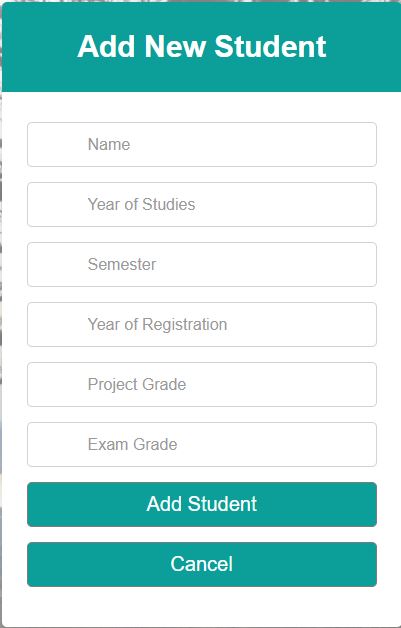 Add New Student
Name
Year of Studies
Semester
Year of Registration
Project Grade
Exam Grade
Add Student
Cancel